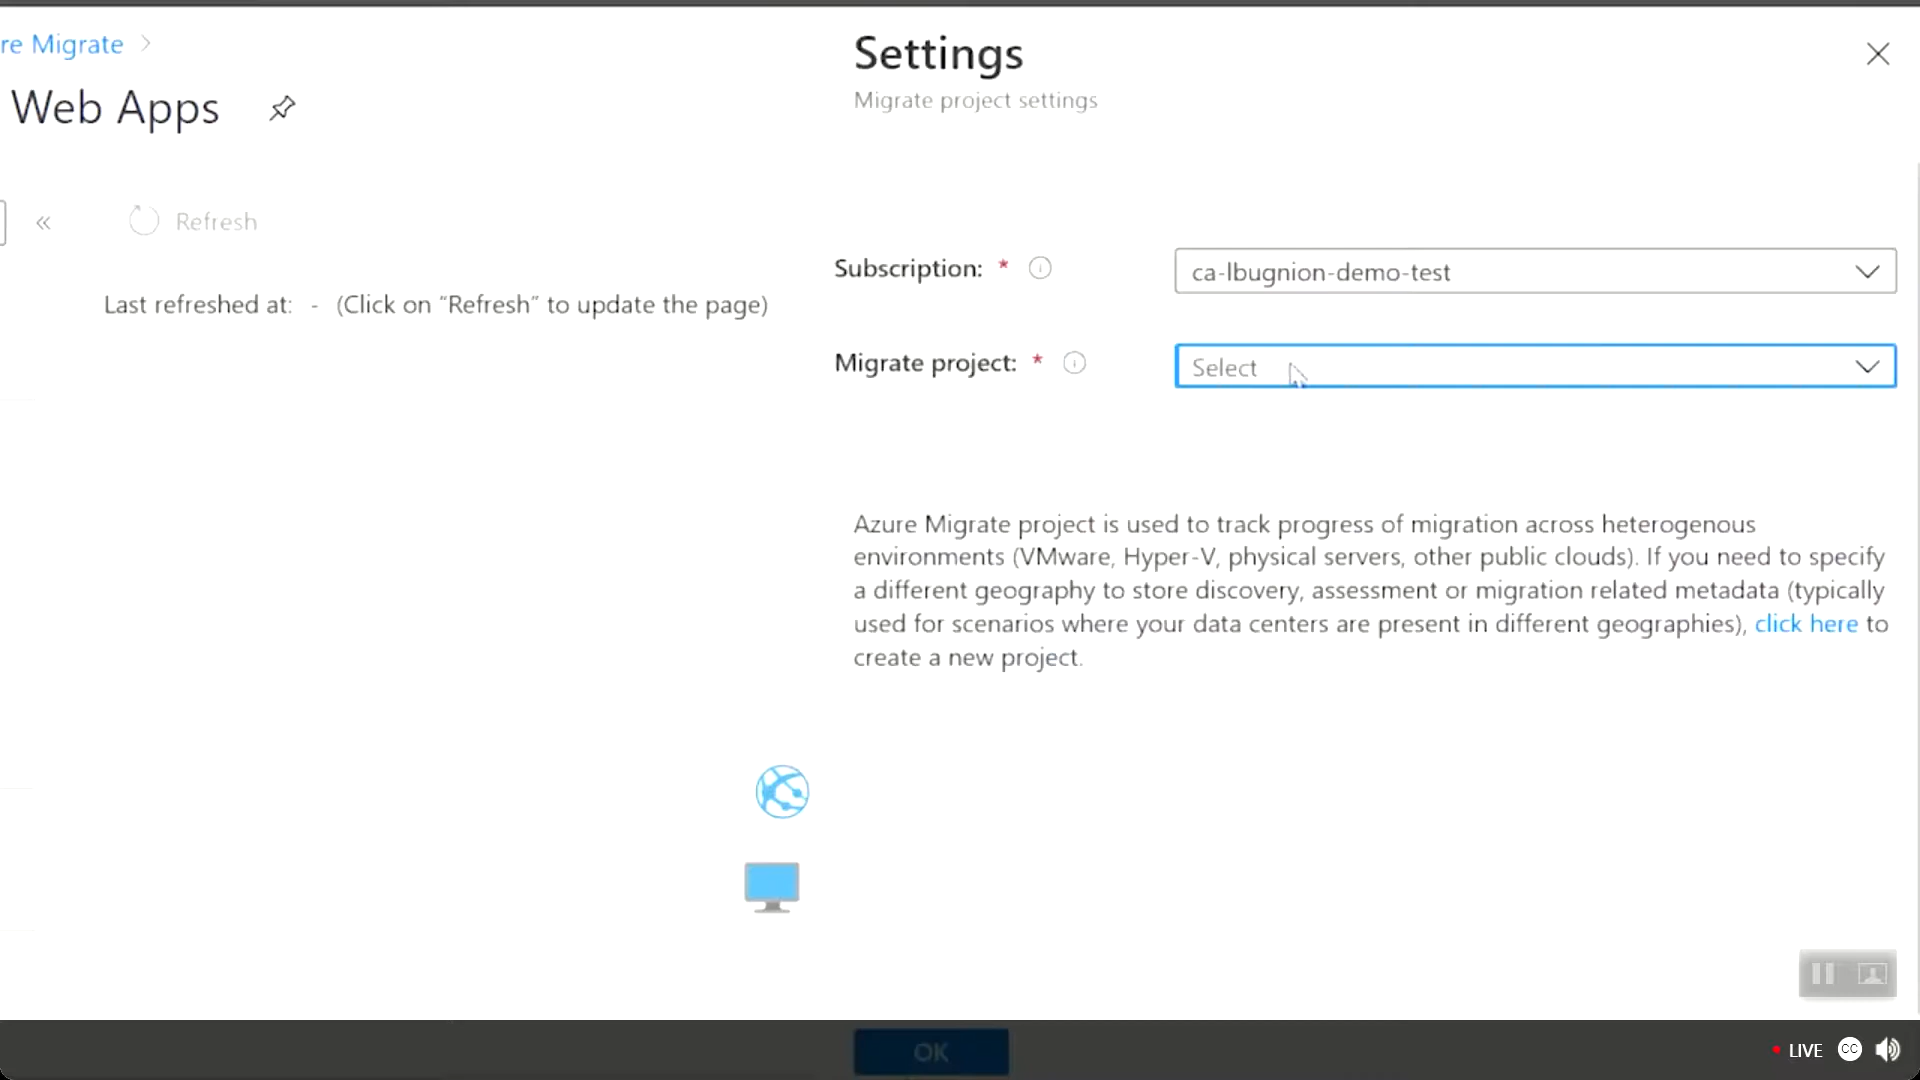 re Migrate
Web Apps
Refresh
Last refreshed at: - (Click on “Refresh” to update the page)
Settings
Migrate project settings
Subscription: *
ca-lbugnion-demo-test
Migrate project: *
Select
Azure Migrate project is used to track progress of migration across heterogenous
environments (VMware, Hyper-V, physical servers, other public clouds). If you need to specify
a different geography to store discovery, assessment or migration related metadata (typically
used for scenarios where your data centers are present in different geographies), click here to
create a new project.
OK
LIVE
CC